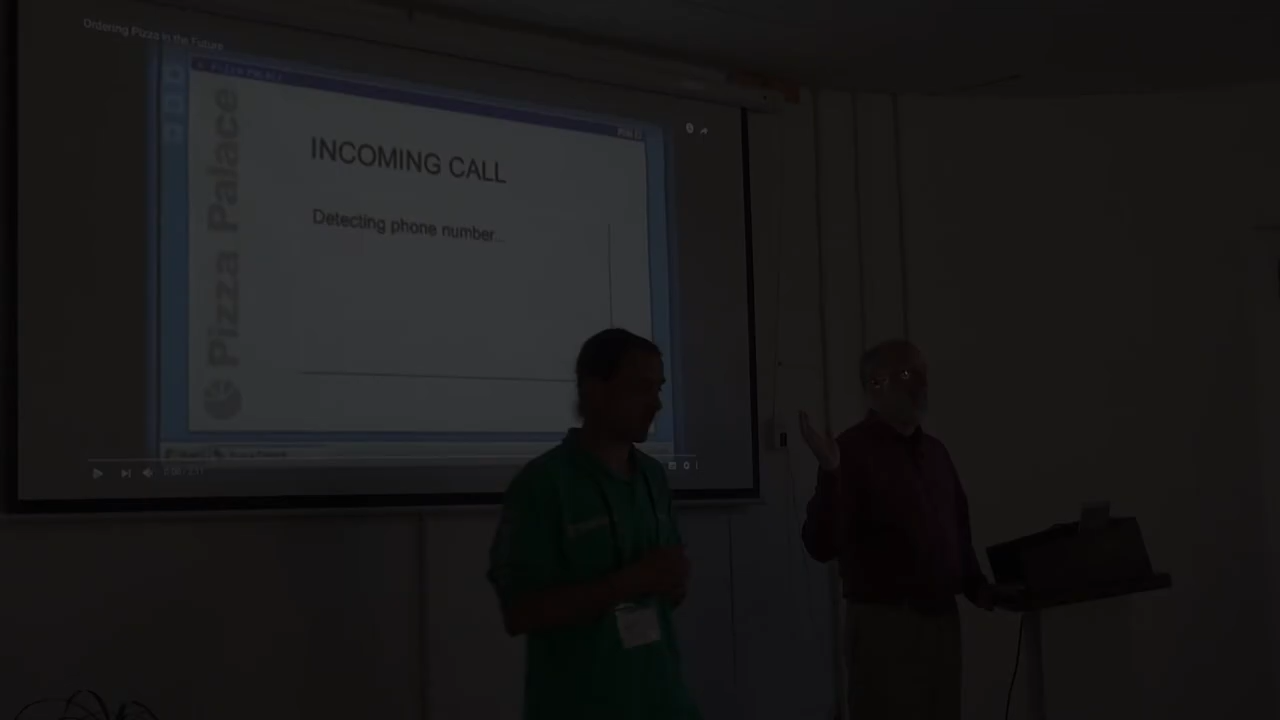 Ordering Pizza in the Future
Pizza Palace
INCOMING CALL
Detecting phone number...